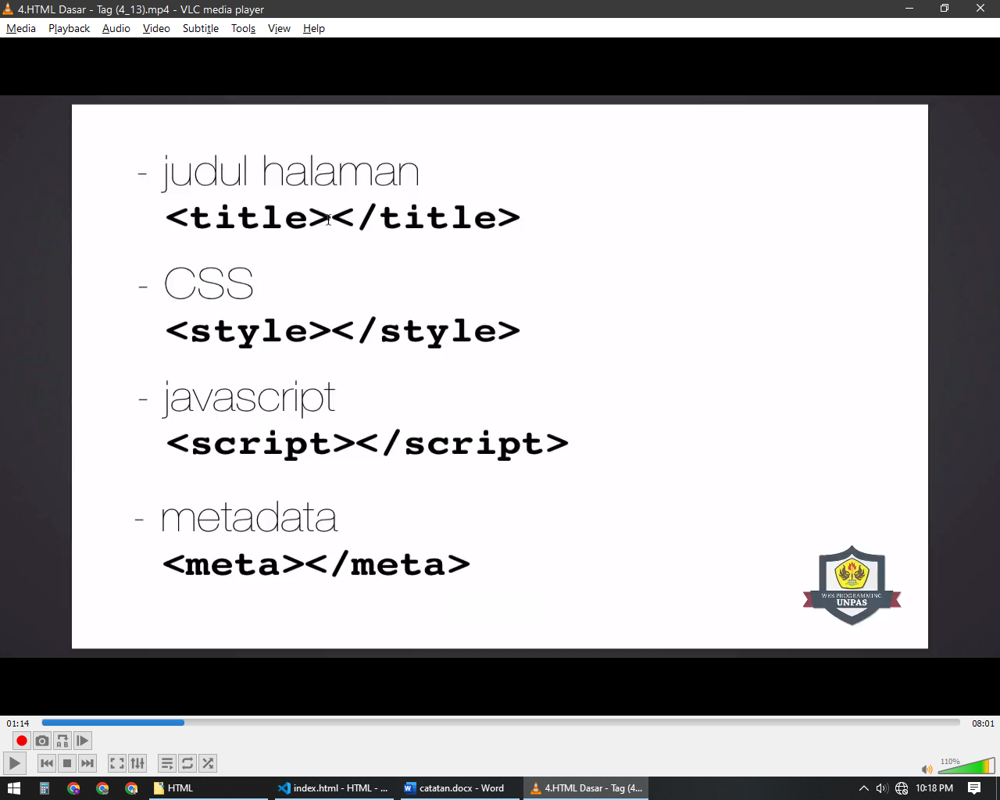 4.HTML Dasar - Tag (4_13).mp4 - VLC media player
Media Playback Audio Video Subtitle Tools View Help
- judul halaman
<title></title>
- CSS
<style></style>
- javascript
<script></script>
- metadata
<meta></meta>
WEB PROGRAMMING
UNPAS
01:14
08:01
A B
110%
HTML
index.html - HTML - ...
catatan.docx - Word
4.HTML Dasar - Tag (4...
10:18 PM